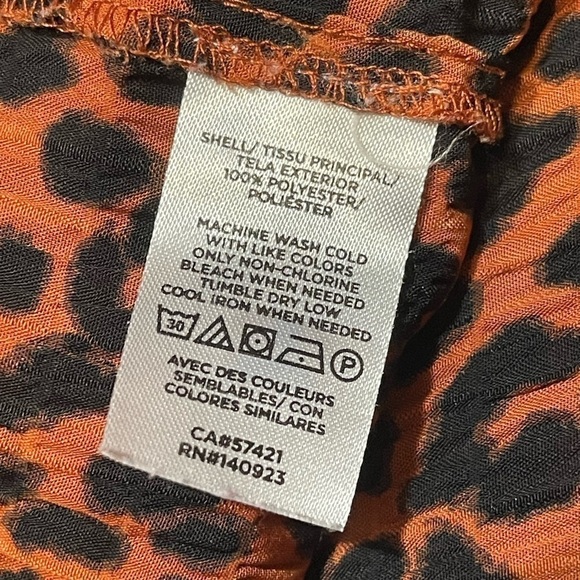 SHELL/ TISSU PRINCIPAL/
TELA EXTERIOR
100% POLYESTER/
POLIÉSTER
MACHINE WASH COLD
WITH LIKE COLORS
ONLY NON-CHLORINE
BLEACH WHEN NEEDED
TUMBLE DRY LOW
COOL IRON WHEN NEEDED
30 P
AVEC DES COULEURS
SEMBLABLES/ CON
COLORES SIMILARES
CA#57421
RN#140923